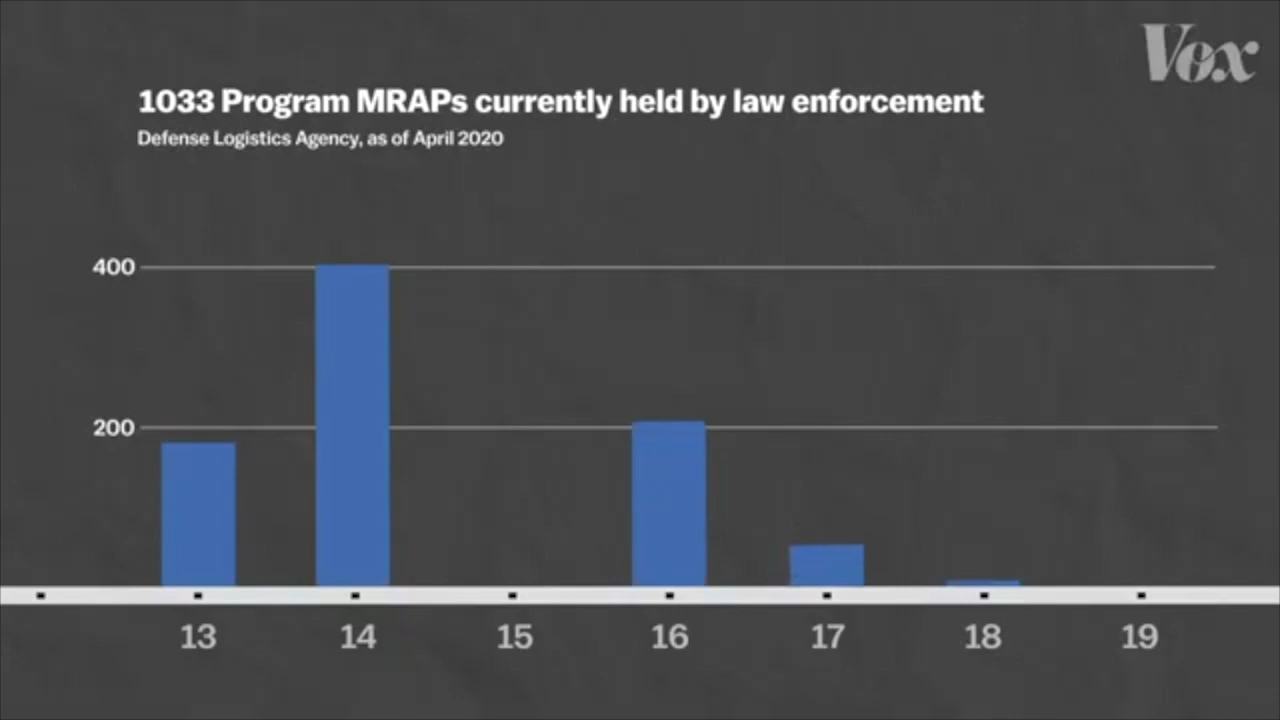 Vox
1033 Program MRAPs currently held by law enforcement
Defense Logistics Agency, as of April 2020
400
200
13 14 15 16 17 18 19